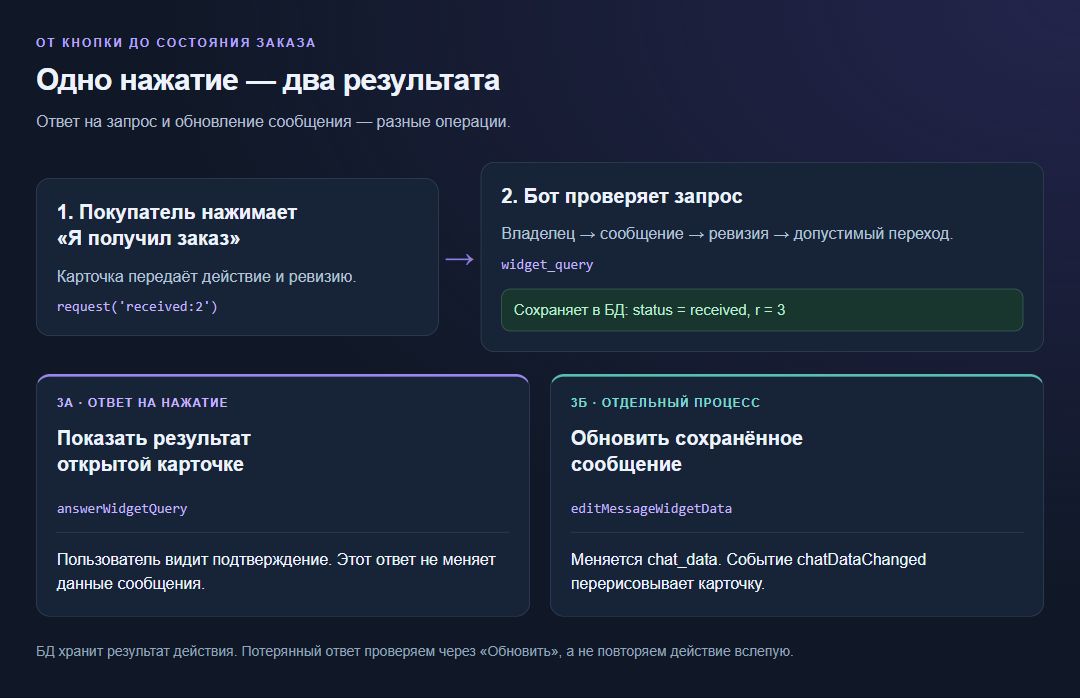 ОТ КНОПКИ ДО СОСТОЯНИЯ ЗАКАЗА
Одно нажатие — два результата
Ответ на запрос и обновление сообщения — разные операции.
1. Покупатель нажимает
«Я получил заказ»
Карточка передаёт действие и ревизию.
request('received:2')
→
2. Бот проверяет запрос
Владелец → сообщение → ревизия → допустимый переход.
widget_query
Сохраняет в БД: status = received, r = 3
3А · ОТВЕТ НА НАЖАТИЕ
Показать результат
открытой карточке
answerWidgetQuery
Пользователь видит подтверждение. Этот ответ не меняет
данные сообщения.
3Б · ОТДЕЛЬНЫЙ ПРОЦЕСС
Обновить сохранённое
сообщение
editMessageWidgetData
Меняется chat_data. Событие chatDataChanged
перерисовывает карточку.
БД хранит результат действия. Потерянный ответ проверяем через «Обновить», а не повторяем действие вслепую.